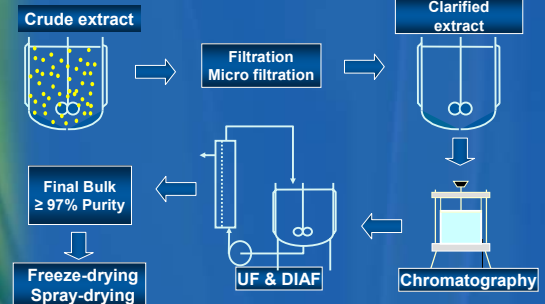 Crude extract
Filtration
Micro filtration
Clarified
extract
Final Bulk
≥ 97% Purity
UF & DIAF
Chromatography
Freeze-drying
Spray-drying